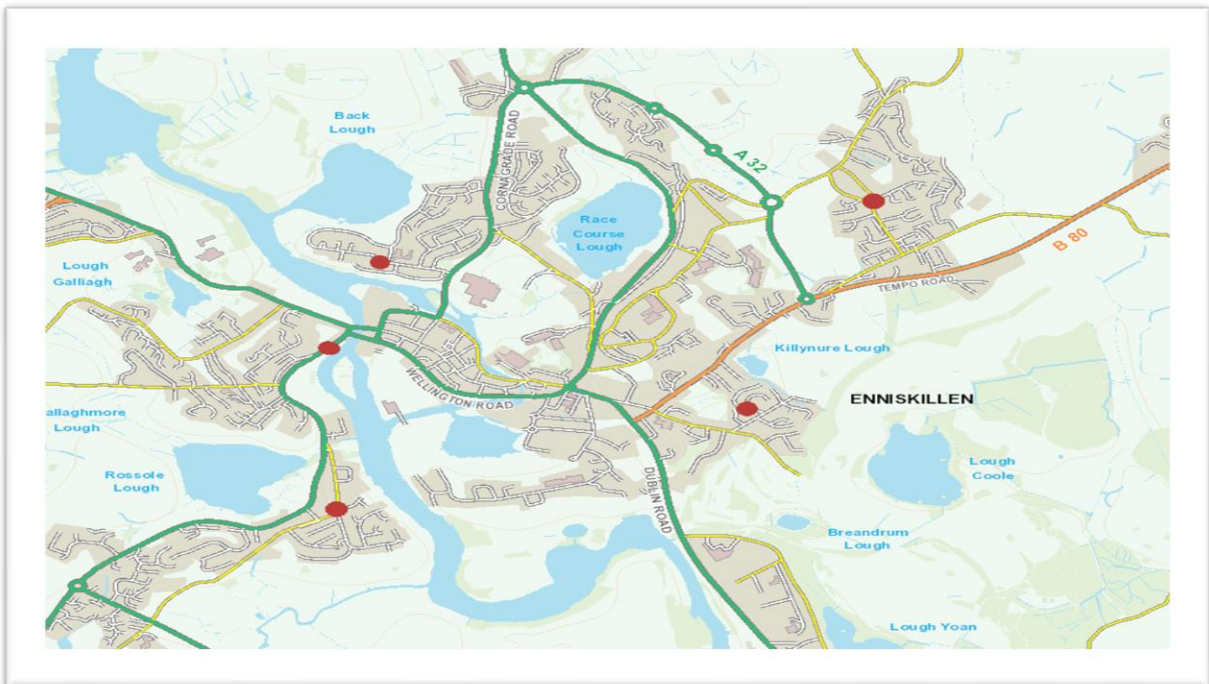 Back
Lough
CORNAGRADE ROAD
A 32
Race
Course
Lough
B 80
TEMPO ROAD
Lough
Galliagh
Killynure Lough
WELLINGTON ROAD
ENNISKILLEN
allaghmore
Lough
Rossole
Lough
DUBLIN ROAD
Lough
Coole
Breandrum
Lough
Lough Yoan